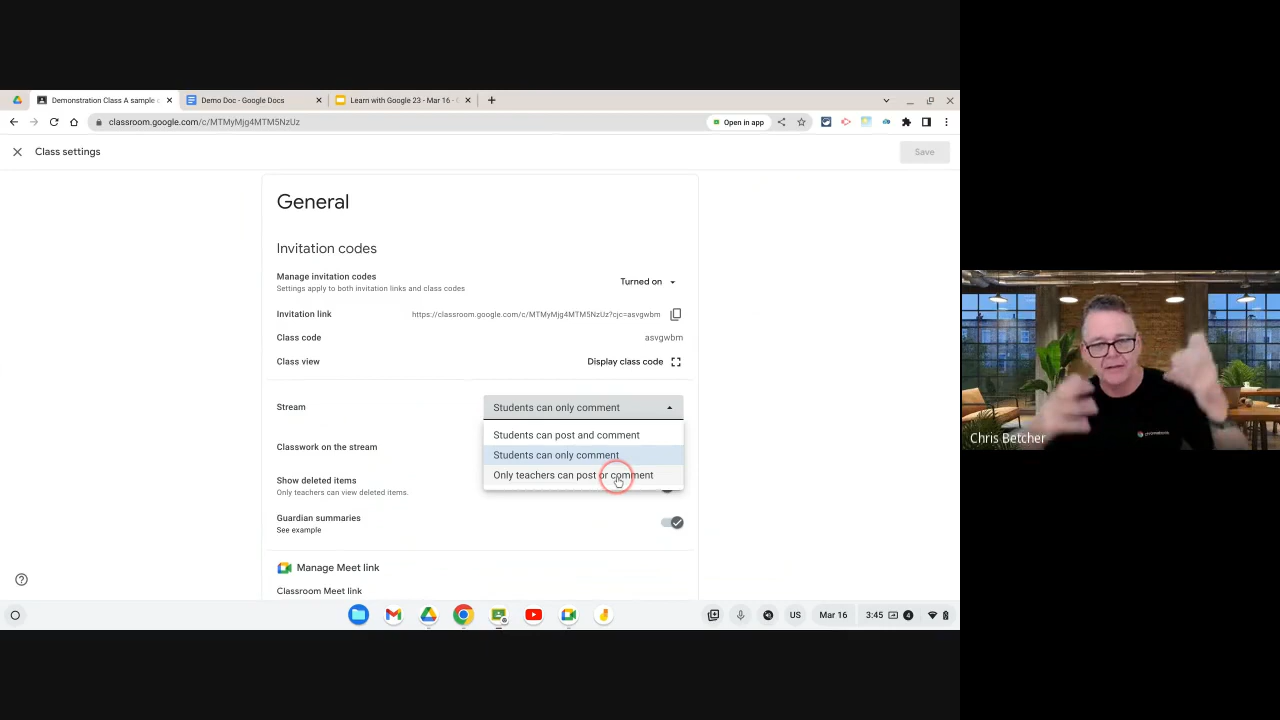 Demonstration Class A sample
Demo Doc - Google Docs
Learn with Google 23 - Mar 16 -
classroom.google.com/c/MTMyMjg4MTM5NzUz
Open in app
Class settings
Save
General
Invitation codes
Manage invitation codes
Turned on
Settings apply to both invitation links and class codes
Invitation link
https://classroom.google.com/c/MTMyMjg4MTM5NzUz?cjc=asvgwbm
Class code
asvgwbm
Class view
Display class code
Stream
Students can only comment
Students can post and comment
Classwork on the stream
Students can only comment
Only teachers can post or comment
Show deleted items
Only teachers can view deleted items.
Guardian summaries
See example
Manage Meet link
Classroom Meet link
Chris Betcher
US
Mar 16
3:45
4